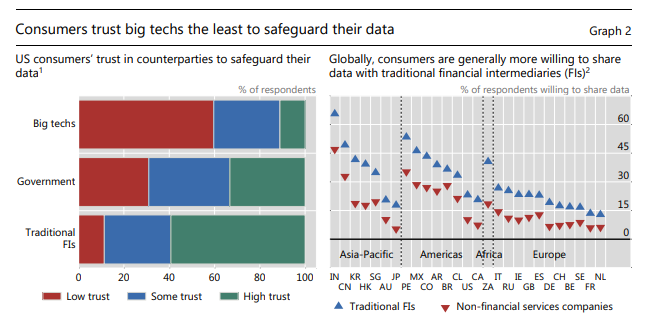 Consumers trust big techs the least to safeguard their data
Graph 2
US consumers’ trust in counterparties to safeguard their
data1
Globally, consumers are generally more willing to share
data with traditional financial intermediaries (FIs)2
% of respondents
% of respondents willing to share data
Big techs
Government
Traditional
FIs
0 20 40 60 80 100
Low trust Some trust High trust
60
45
30
15
0
Asia-Pacific Americas Africa Europe
IN KR SG JP MX AR CL CA IT IE ES CH SE NL
CN HK AU PE CO BR US ZA RU GB DE BE FR
Traditional FIs Non-financial services companies